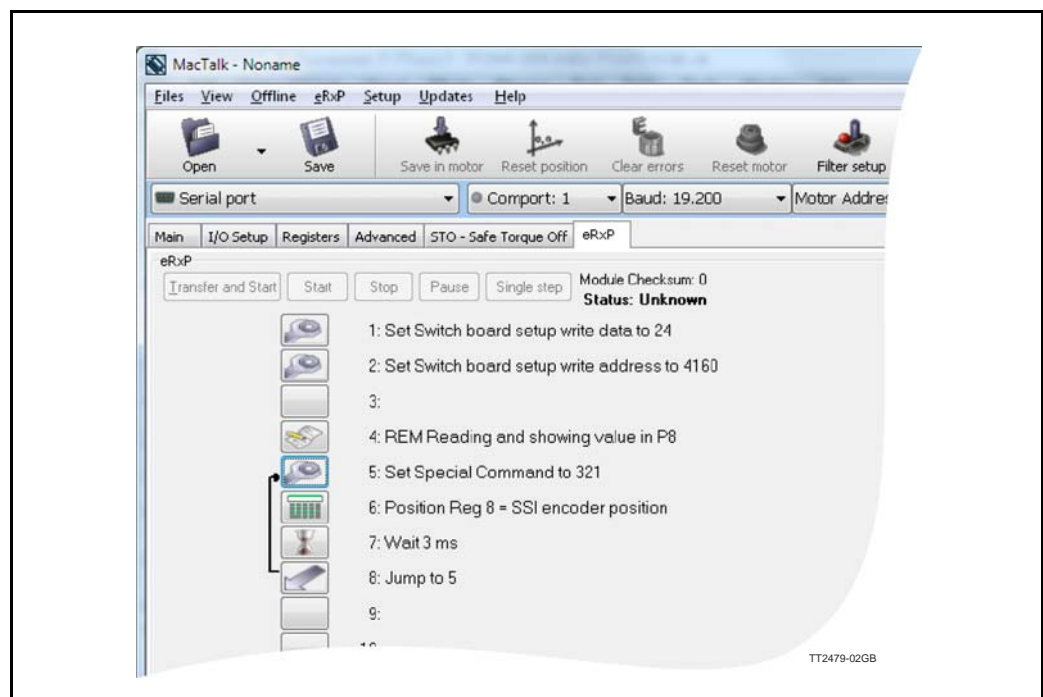 MacTalk - Noname
Files View Offline eRxP Setup Updates Help
Open Save Save in motor Reset position Clear errors Reset motor Filter setup
Serial port Comport: 1 Baud: 19.200 Motor Addre
Main I/O Setup Registers Advanced STO - Safe Torque Off eRxP
eRxP
Transfer and Start Start Stop Pause Single step Module Checksum: 0
Status: Unknown
1: Set Switch board setup write data to 24
2: Set Switch board setup write address to 4160
3:
4: REM Reading and showing value in P8
5: Set Special Command to 321
6: Position Reg 8 = SSI encoder position
7: Wait 3 ms
8: Jump to 5
9:
TT2479-02GB